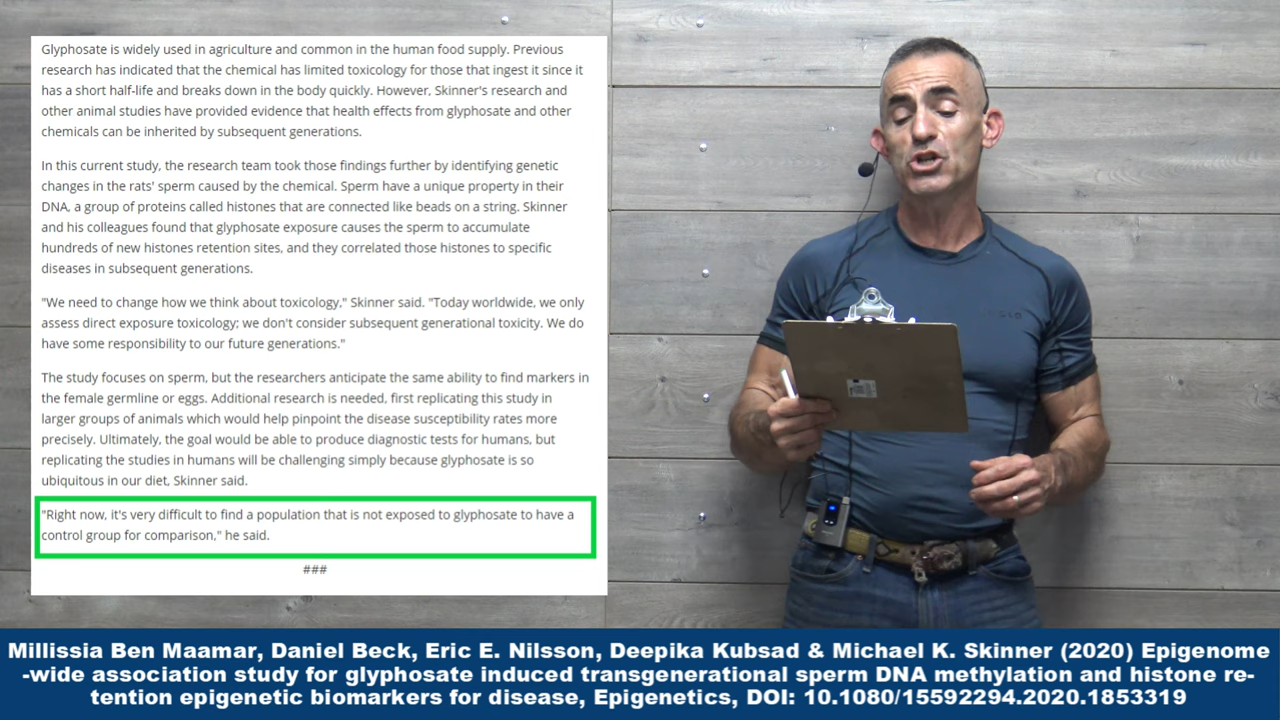 Glyphosate is widely used in agriculture and common in the human food supply. Previous
research has indicated that the chemical has limited toxicology for those that ingest it since it
has a short half-life and breaks down in the body quickly. However, Skinner's research and
other animal studies have provided evidence that health effects from glyphosate and other
chemicals can be inherited by subsequent generations.
In this current study, the research team took those findings further by identifying genetic
changes in the rats' sperm caused by the chemical. Sperm have a unique property in their
DNA, a group of proteins called histones that are connected like beads on a string. Skinner
and his colleagues found that glyphosate exposure causes the sperm to accumulate
hundreds of new histones retention sites, and they correlated those histones to specific
diseases in subsequent generations.
"We need to change how we think about toxicology," Skinner said. "Today worldwide, we only
assess direct exposure toxicology; we don't consider subsequent generational toxicity. We do
have some responsibility to our future generations."
The study focuses on sperm, but the researchers anticipate the same ability to find markers in
the female germline or eggs. Additional research is needed, first replicating this study in
larger groups of animals which would help pinpoint the disease susceptibility rates more
precisely. Ultimately, the goal would be able to produce diagnostic tests for humans, but
replicating the studies in humans will be challenging simply because glyphosate is so
ubiquitous in our diet, Skinner said.
"Right now, it's very difficult to find a population that is not exposed to glyphosate to have a
control group for comparison," he said.
###
Millissia Ben Maamar, Daniel Beck, Eric E. Nilsson, Deepika Kubsad & Michael K. Skinner (2020) Epigenome
-wide association study for glyphosate induced transgenerational sperm DNA methylation and histone re-
tention epigenetic biomarkers for disease, Epigenetics, DOI: 10.1080/15592294.2020.1853319